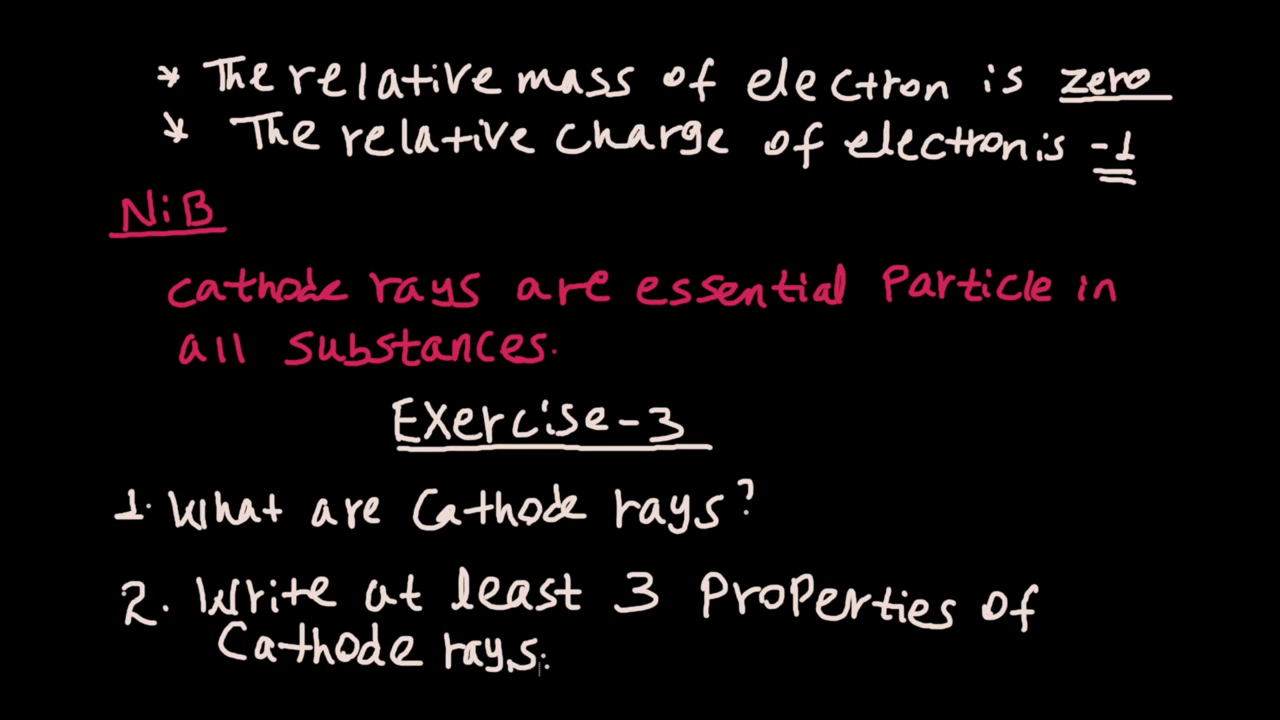 * The relative mass of electron is zero
* The relative charge of electron is -1
NiB
cathode rays are essential Particle in
all substances.
Exercise-3
1. What are Cathode rays?
2. Write at least 3 Properties of
Cathode rays: